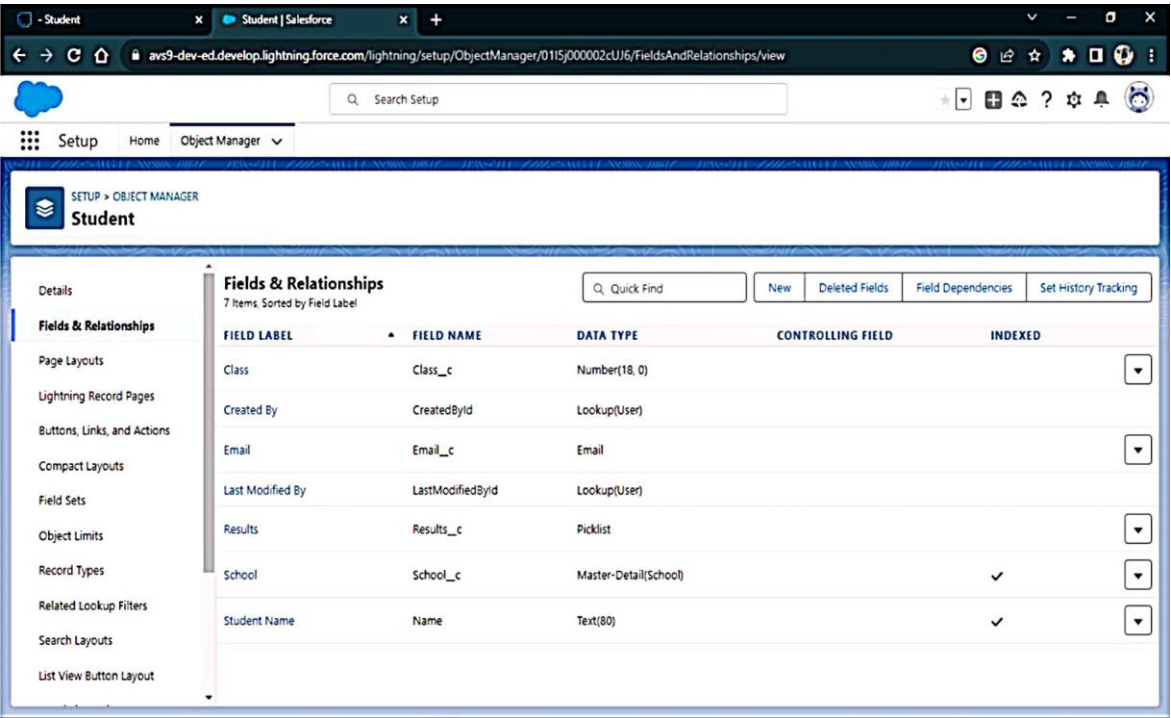 - Student
Student | Salesforce
avs9-dev-ed.develop.lightning.force.com/lightning/setup/ObjectManager/01I5j000002cUJ6/FieldsAndRelationships/view
Search Setup
Setup Home Object Manager
SETUP > OBJECT MANAGER
Student
Details
Fields & Relationships
Page Layouts
Lightning Record Pages
Buttons, Links, and Actions
Compact Layouts
Field Sets
Object Limits
Record Types
Related Lookup Filters
Search Layouts
List View Button Layout
Fields & Relationships
7 Items, Sorted by Field Label
Quick Find
New Deleted Fields Field Dependencies Set History Tracking
FIELD LABEL FIELD NAME DATA TYPE CONTROLLING FIELD INDEXED
Class Class__c Number(18, 0)
Created By CreatedById Lookup(User)
Email Email__c Email
Last Modified By LastModifiedById Lookup(User)
Results Results__c Picklist
School School__c Master-Detail(School)
Student Name Name Text(80)